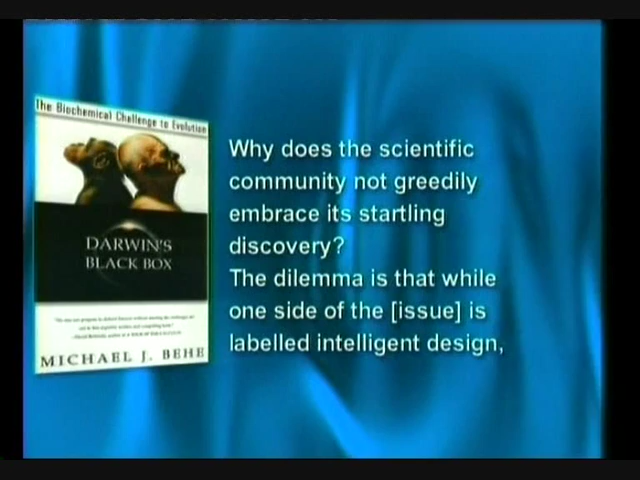 The Biochemical Challenge to Evolution
DARWIN'S
BLACK BOX
MICHAEL J. BEHE
Why does the scientific
community not greedily
embrace its startling
discovery?
The dilemma is that while
one side of the [issue] is
labelled intelligent design,